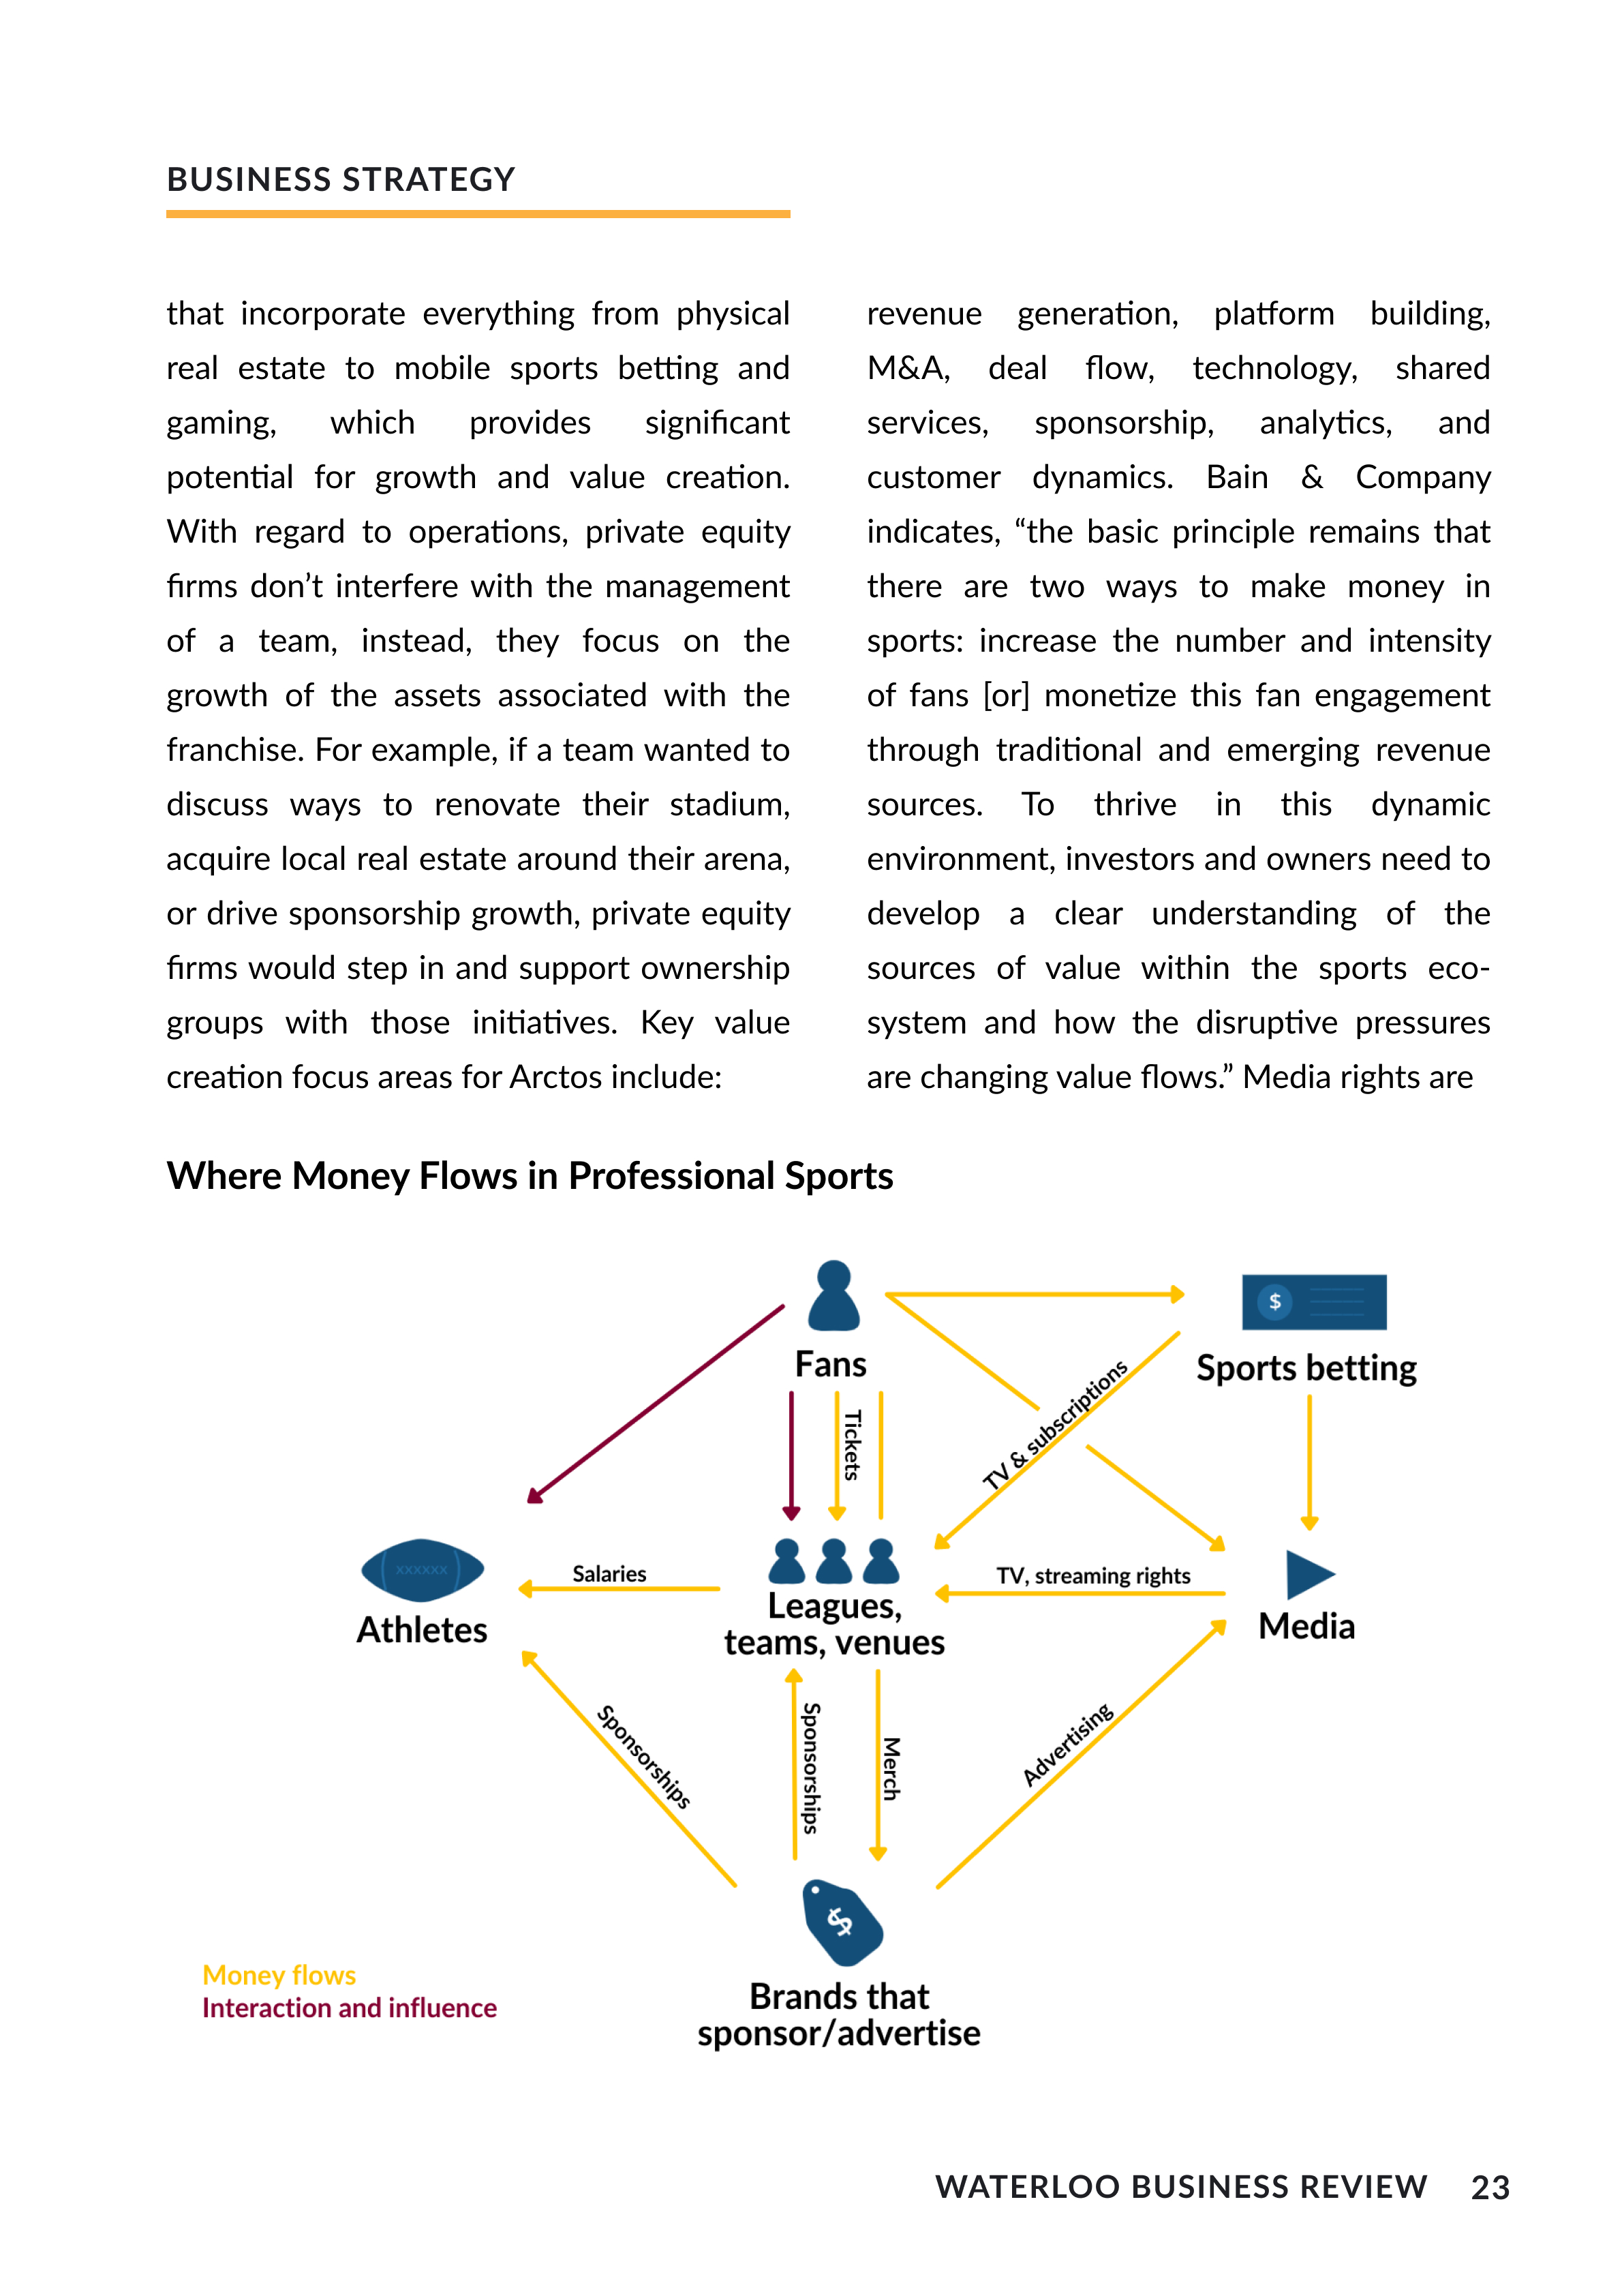 BUSINESS STRATEGY
that incorporate everything from physical
real estate to mobile sports betting and
gaming, which provides significant
potential for growth and value creation.
With regard to operations, private equity
firms don’t interfere with the management
of a team, instead, they focus on the
growth of the assets associated with the
franchise. For example, if a team wanted to
discuss ways to renovate their stadium,
acquire local real estate around their arena,
or drive sponsorship growth, private equity
firms would step in and support ownership
groups with those initiatives. Key value
creation focus areas for Arctos include:
revenue generation, platform building,
M&A, deal flow, technology, shared
services, sponsorship, analytics, and
customer dynamics. Bain & Company
indicates, “the basic principle remains that
there are two ways to make money in
sports: increase the number and intensity
of fans [or] monetize this fan engagement
through traditional and emerging revenue
sources. To thrive in this dynamic
environment, investors and owners need to
develop a clear understanding of the
sources of value within the sports eco-
system and how the disruptive pressures
are changing value flows.” Media rights are
Where Money Flows in Professional Sports
$
Fans
Sports betting
Tickets
TV & subscriptions
xxxxxx
Athletes
Salaries
Leagues,
teams, venues
TV, streaming rights
Media
Sponsorships
Sponsorships
Merch
Advertising
$
Brands that
sponsor/advertise
Money flows
Interaction and influence
WATERLOO BUSINESS REVIEW 23